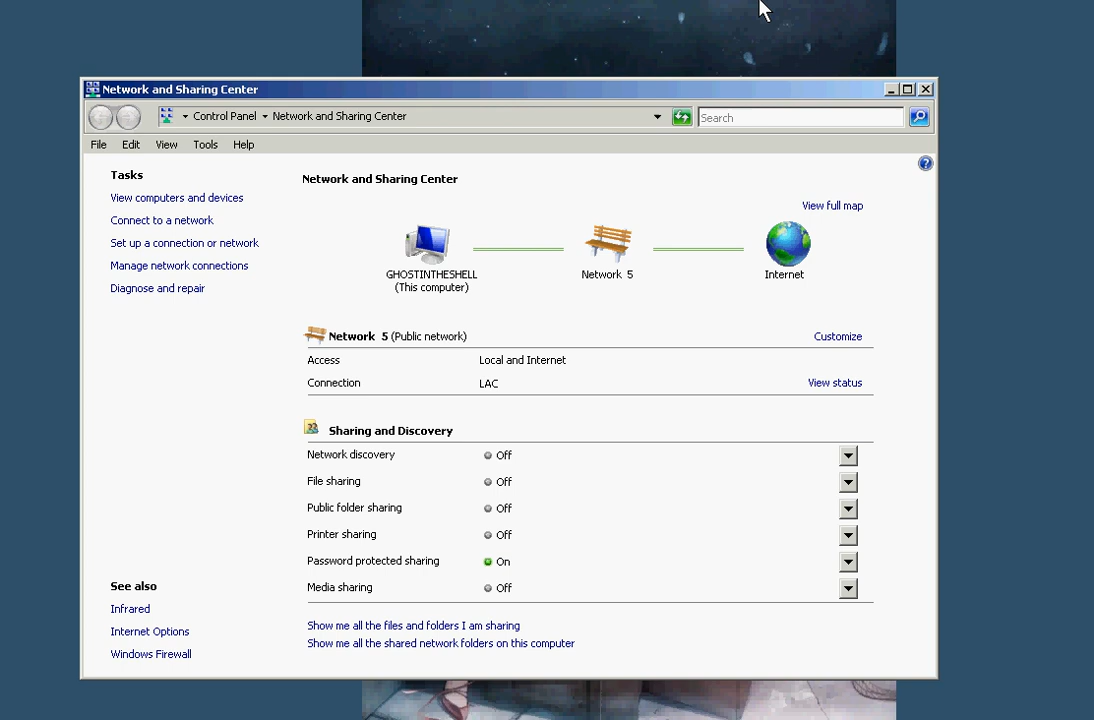 Network and Sharing Center
Control Panel Network and Sharing Center
Search
File Edit View Tools Help
Tasks
View computers and devices
Connect to a network
Set up a connection or network
Manage network connections
Diagnose and repair
See also
Infrared
Internet Options
Windows Firewall
Network and Sharing Center
View full map
GHOSTINTHESHELL
(This computer)
Network 5
Internet
Network 5 (Public network) Customize
Access Local and Internet
Connection LAC View status
Sharing and Discovery
Network discovery Off
File sharing Off
Public folder sharing Off
Printer sharing Off
Password protected sharing On
Media sharing Off
Show me all the files and folders I am sharing
Show me all the shared network folders on this computer